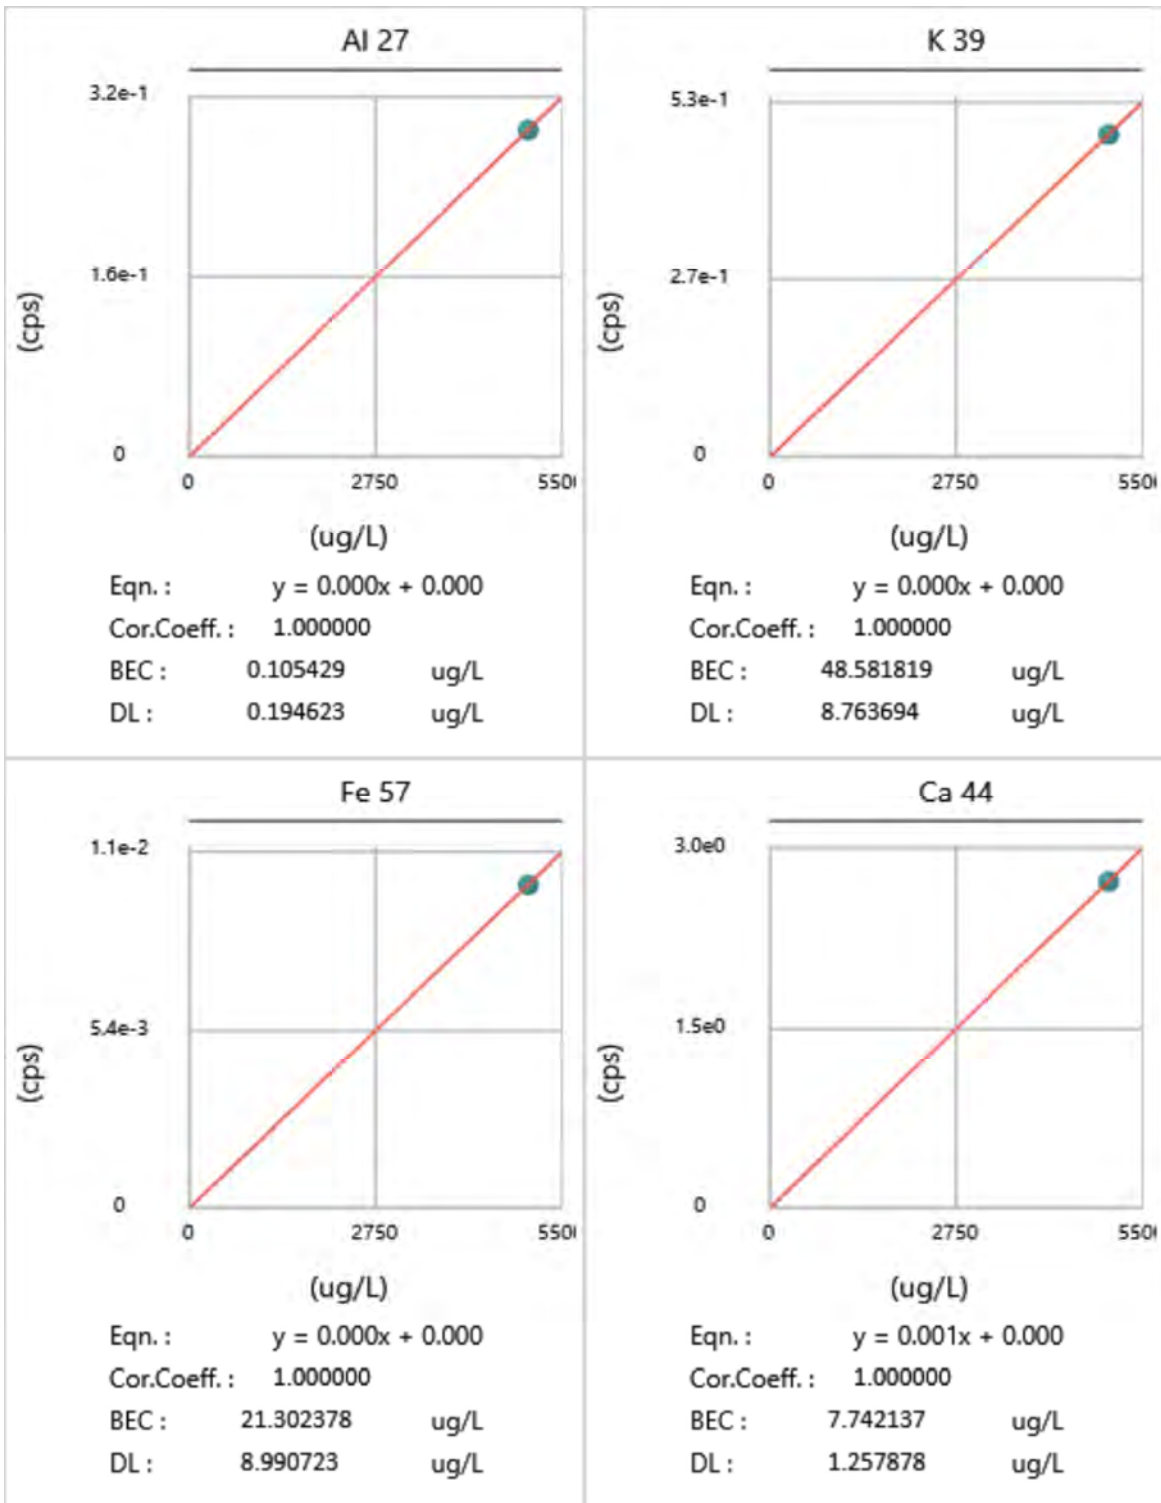 Al 27
3.2e-1
1.6e-1
(cps)
0
0 2750 5500
(ug/L)
Eqn. : y = 0.000x + 0.000
Cor.Coeff. : 1.000000
BEC : 0.105429 ug/L
DL : 0.194623 ug/L
K 39
5.3e-1
2.7e-1
(cps)
0
0 2750 550
(ug/L)
Eqn. : y = 0.000x + 0.000
Cor.Coeff. : 1.000000
BEC : 48.581819 ug/L
DL : 8.763694 ug/L
Fe 57
1.1e-2
5.4e-3
(cps)
0
0 2750 550
(ug/L)
Eqn. : y = 0.000x + 0.000
Cor.Coeff. : 1.000000
BEC : 21.302378 ug/L
DL : 8.990723 ug/L
Ca 44
3.0e0
1.5e0
(cps)
0
0 2750 550
(ug/L)
Eqn. : y = 0.001x + 0.000
Cor.Coeff. : 1.000000
BEC : 7.742137 ug/L
DL : 1.257878 ug/L